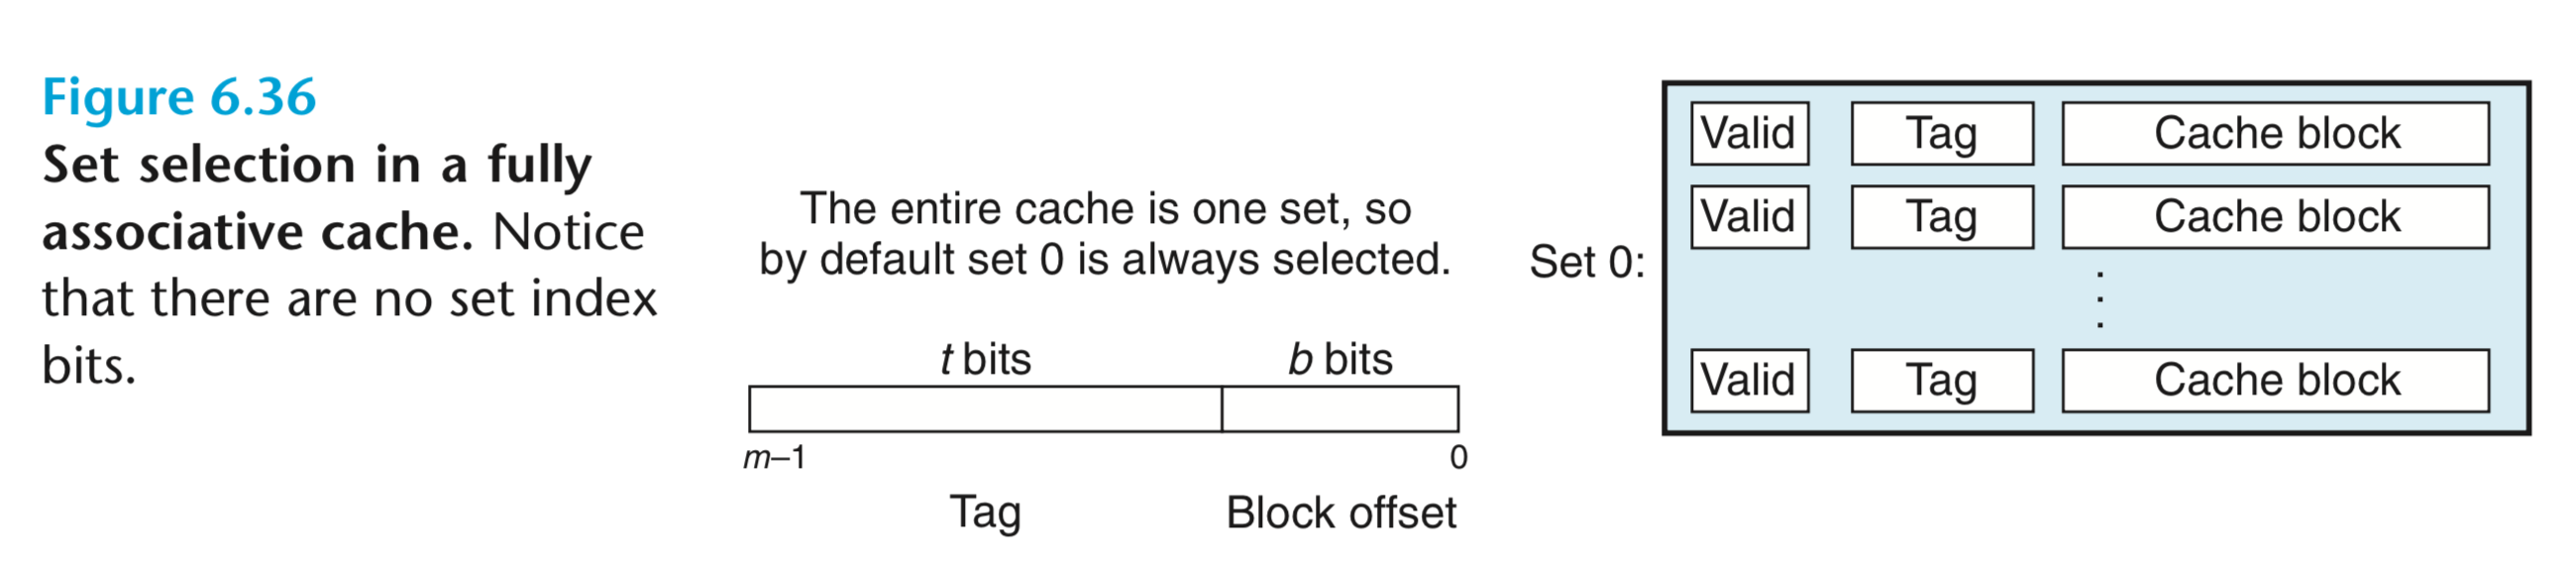 Figure 6.36
Set selection in a fully
associative cache. Notice
that there are no set index
bits.
The entire cache is one set, so
by default set 0 is always selected.
t bits b bits
m–1 0
Tag Block offset
Set 0:
Valid Tag Cache block
Valid Tag Cache block
.
.
.
Valid Tag Cache block